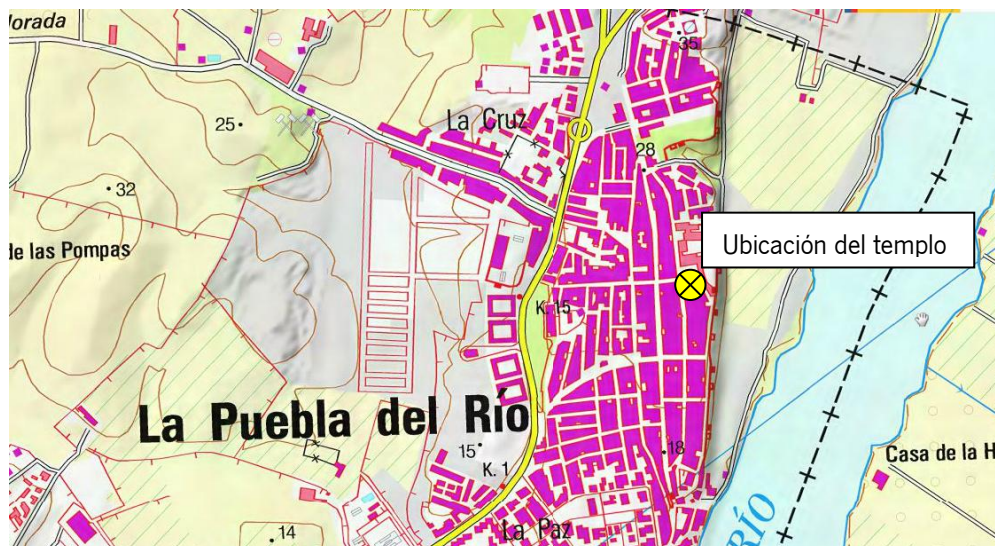 lorada
35
25
La Cruz
28
32
de las Pompas
Ubicación del templo
K. 15
La Puebla del Río
15
18
K. 1
Casa de la H
14
La Paz
RÍO